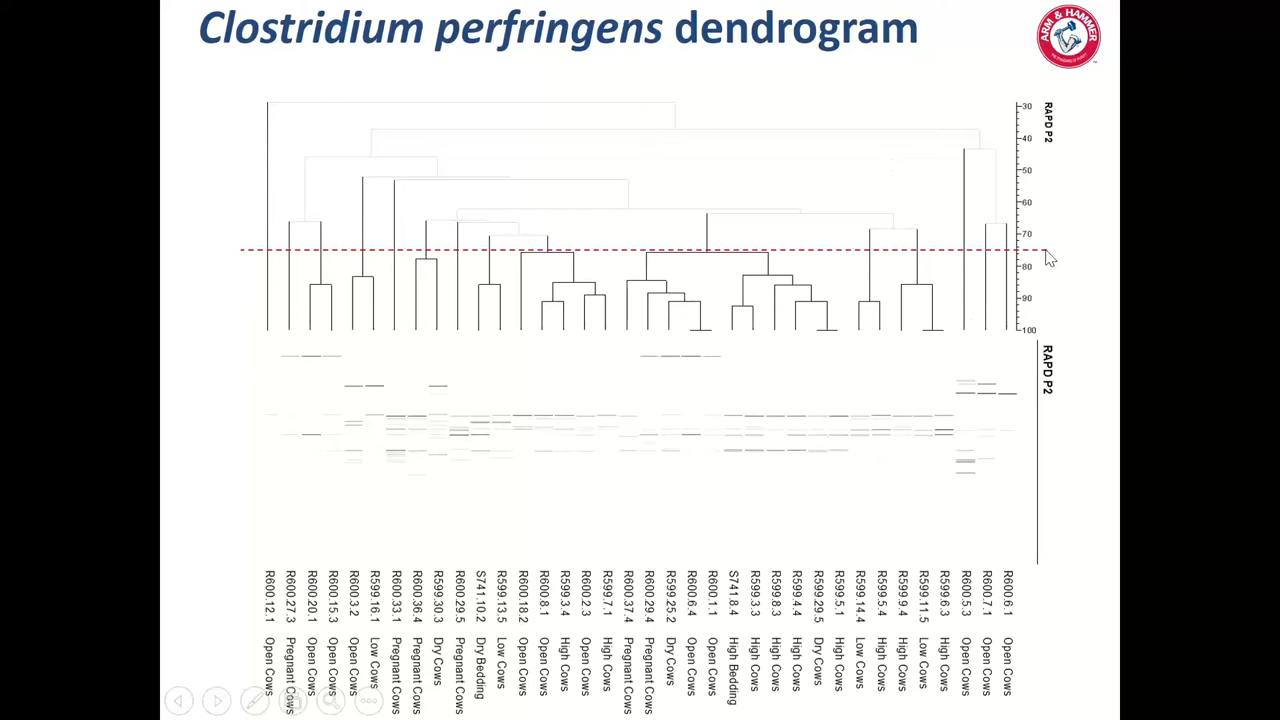 Clostridium perfringens dendrogram
ARM & HAMMER
RAPD P2
30
40
50
60
70
80
90
100
RAPD P2
R600.12.1 Open Cows
R600.27.3 Pregnant Cows
R600.20.1 Open Cows
R600.15.3 Open Cows
R600.3.2 Open Cows
R599.16.1 Low Cows
R600.33.1 Pregnant Cows
R600.36.4 Pregnant Cows
R599.30.3 Dry Cows
R600.29.5 Pregnant Cows
S741.10.2 Dry Bedding
R599.13.5 Low Cows
R600.18.2 Open Cows
R600.8.1 Open Cows
R599.3.4 High Cows
R600.2.3 Open Cows
R599.7.1 High Cows
R600.37.4 Pregnant Cows
R600.29.4 Pregnant Cows
R599.25.2 Dry Cows
R600.6.4 Open Cows
R600.1.1 Open Cows
S741.8.4 High Bedding
R599.3.3 High Cows
R599.8.3 High Cows
R599.4.4 High Cows
R599.29.5 Dry Cows
R599.5.1 High Cows
R599.14.4 Low Cows
R599.5.4 High Cows
R599.9.4 High Cows
R599.11.5 Low Cows
R599.6.3 High Cows
R600.5.3 Open Cows
R600.7.1 Open Cows
R600.6.1 Open Cows